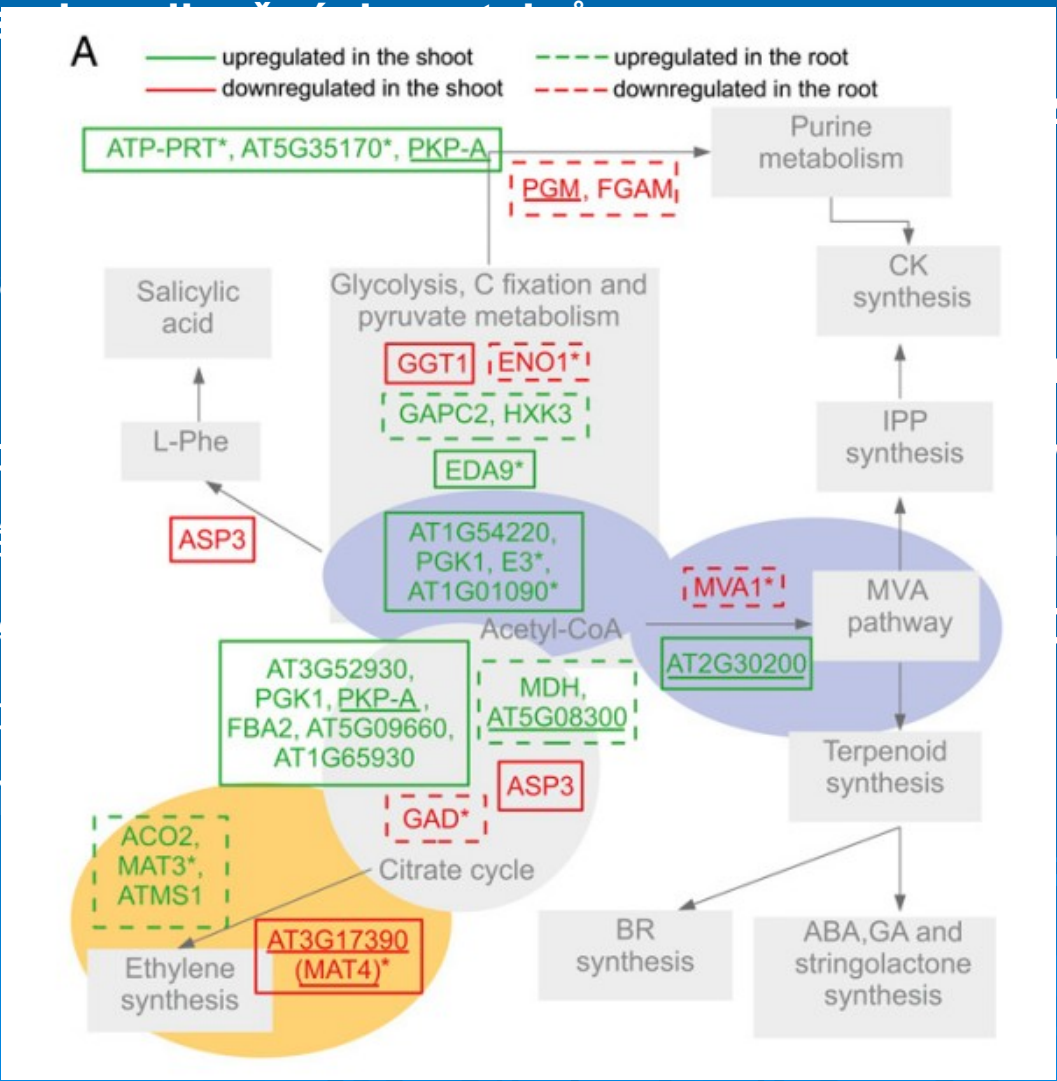 A
upregulated in the shoot
upregulated in the root
downregulated in the shoot
downregulated in the root
ATP-PRT*, AT5G35170*, PKP-A
Purine
metabolism
PGM, FGAM
CK
synthesis
Salicylic
acid
Glycolysis, C fixation and
pyruvate metabolism
GGT1
ENO1*
GAPC2, HXK3
L-Phe
IPP
synthesis
EDA9*
ASP3
AT1G54220,
PGK1, E3*,
AT1G01090*
MVA1*
MVA
pathway
Acetyl-CoA
AT2G30200
AT3G52930,
PGK1, PKP-A ,
FBA2, AT5G09660,
AT1G65930
MDH,
AT5G08300
ASP3
GAD*
Terpenoid
synthesis
ACO2,
MAT3*,
ATMS1
Citrate cycle
AT3G17390
(MAT4)*
Ethylene
synthesis
BR
synthesis
ABA,GA and
stringolactone
synthesis